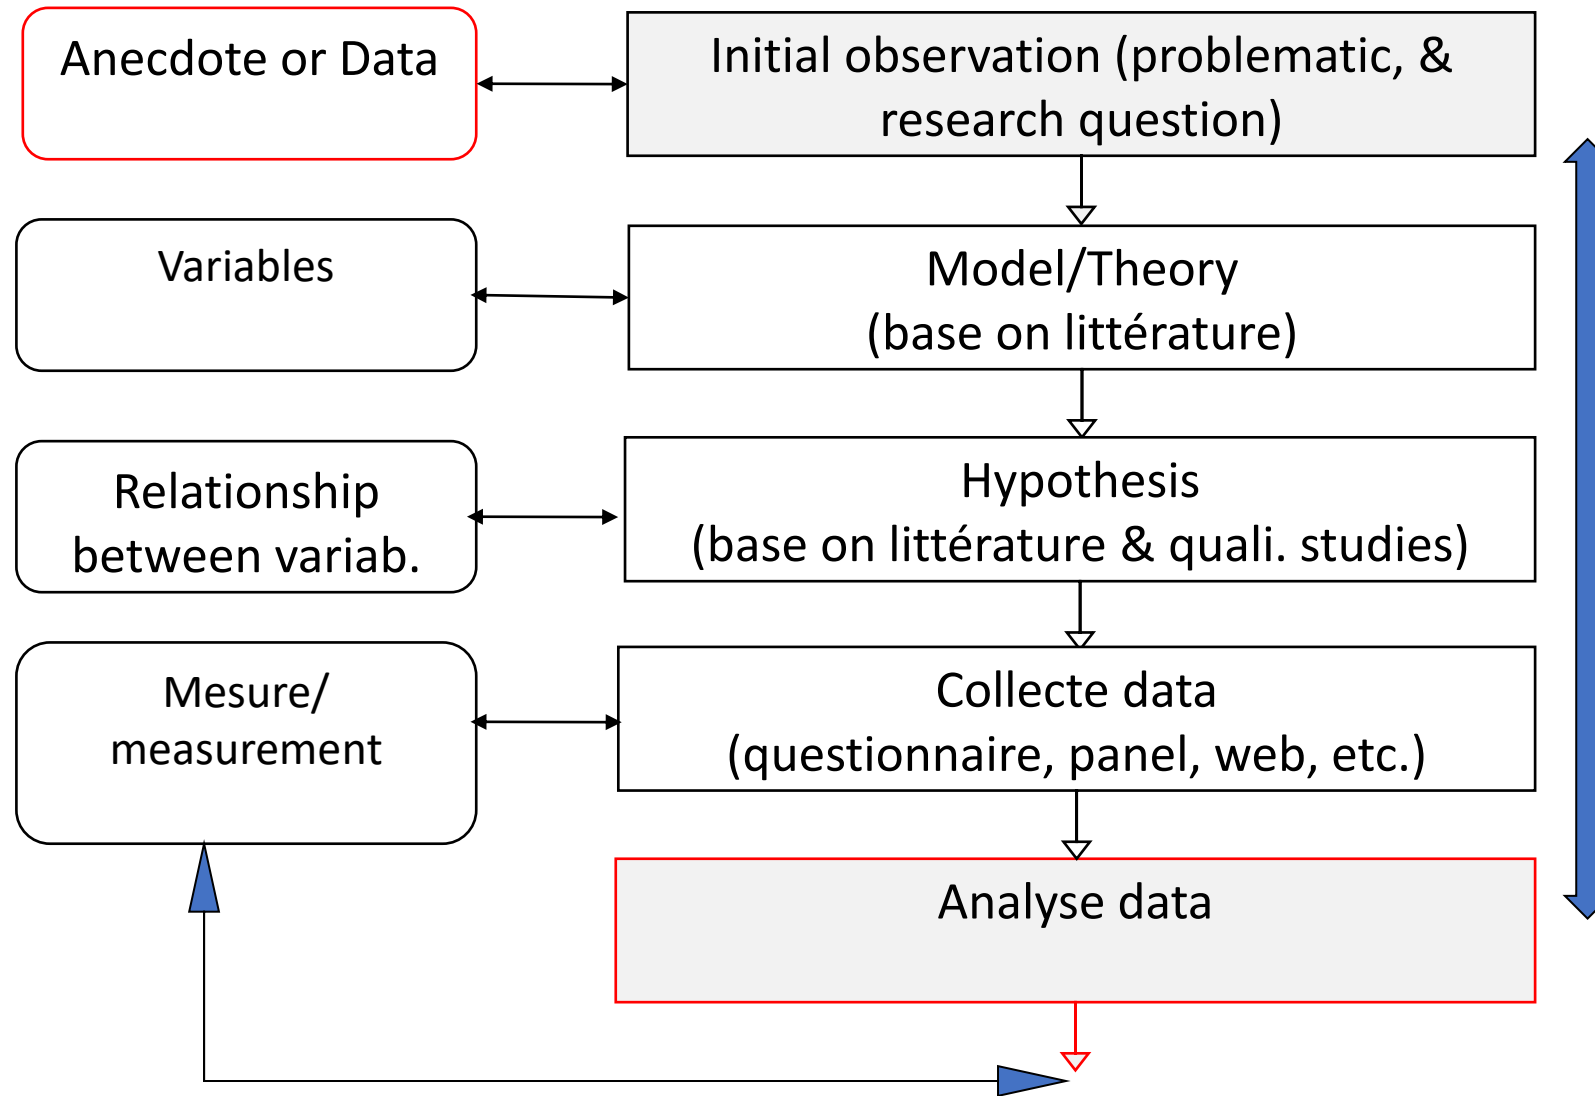 Anecdote or Data
Initial observation (problematic, &
research question)
Variables
Model/Theory
(base on littérature)
Relationship
between variab.
Hypothesis
(base on littérature & quali. studies)
Mesure/
measurement
Collecte data
(questionnaire, panel, web, etc.)
Analyse data